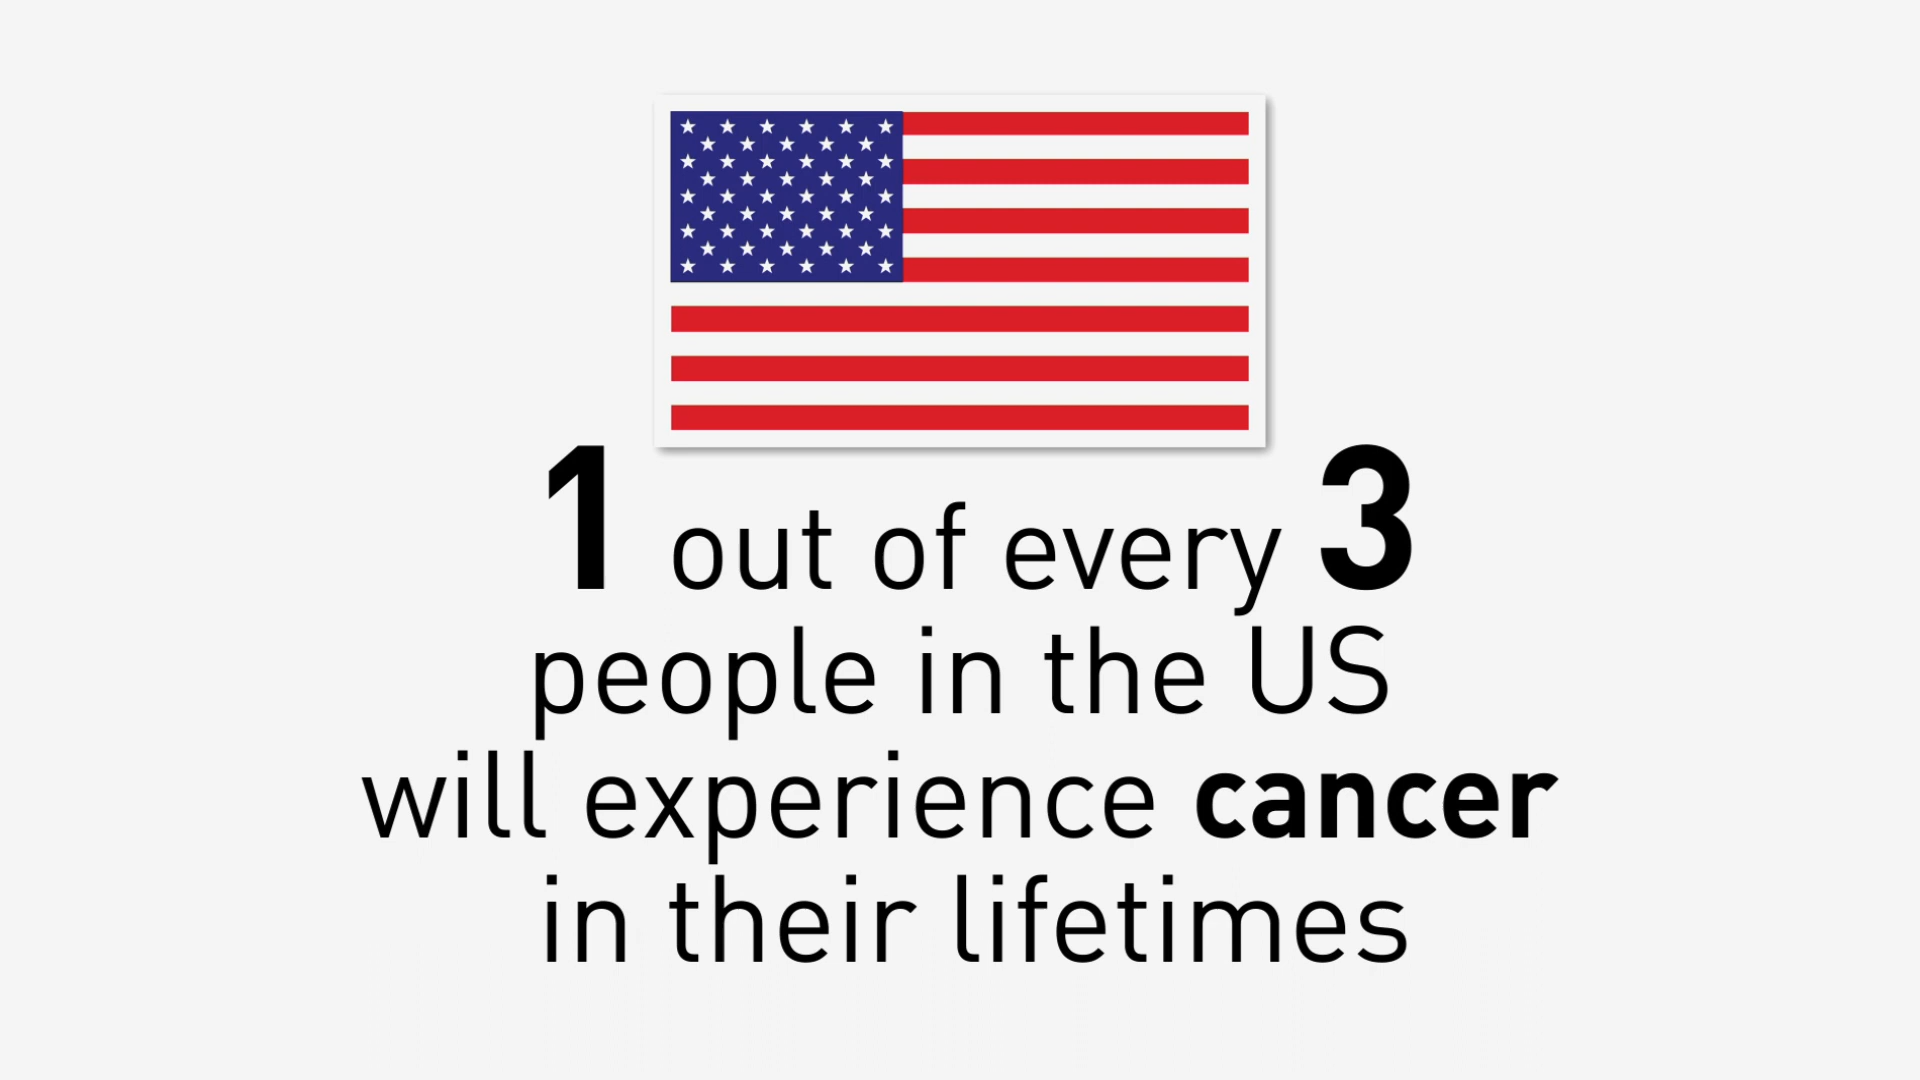 1 out of every 3
people in the US
will experience cancer
in their lifetimes